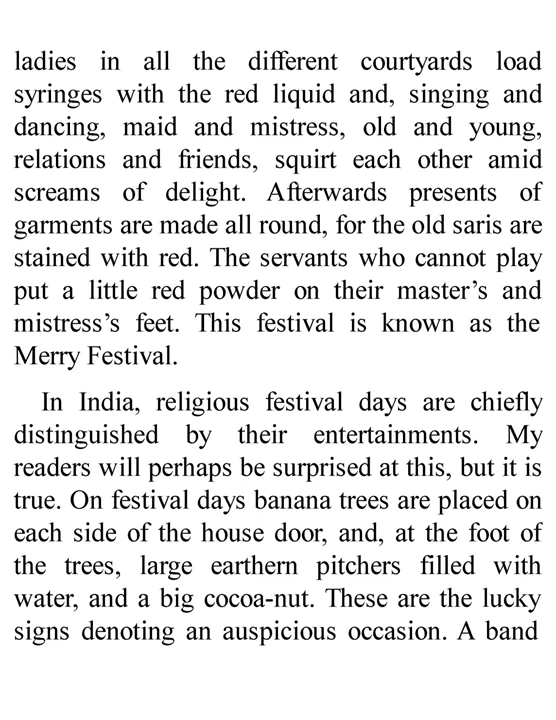 ladies in all the different courtyards load
syringes with the red liquid and, singing and
dancing, maid and mistress, old and young,
relations and friends, squirt each other amid
screams of delight. Afterwards presents of
garments are made all round, for the old saris are
stained with red. The servants who cannot play
put a little red powder on their master’s and
mistress’s feet. This festival is known as the
Merry Festival.
In India, religious festival days are chiefly
distinguished by their entertainments. My
readers will perhaps be surprised at this, but it is
true. On festival days banana trees are placed on
each side of the house door, and, at the foot of
the trees, large earthern pitchers filled with
water, and a big cocoa-nut. These are the lucky
signs denoting an auspicious occasion. A band